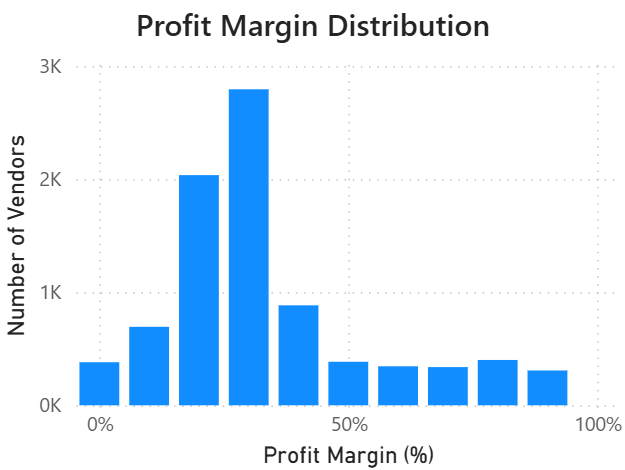 Profit Margin Distribution
Number of Vendors
3K
2K
1K
0K
0%
50%
100%
Profit Margin (%)